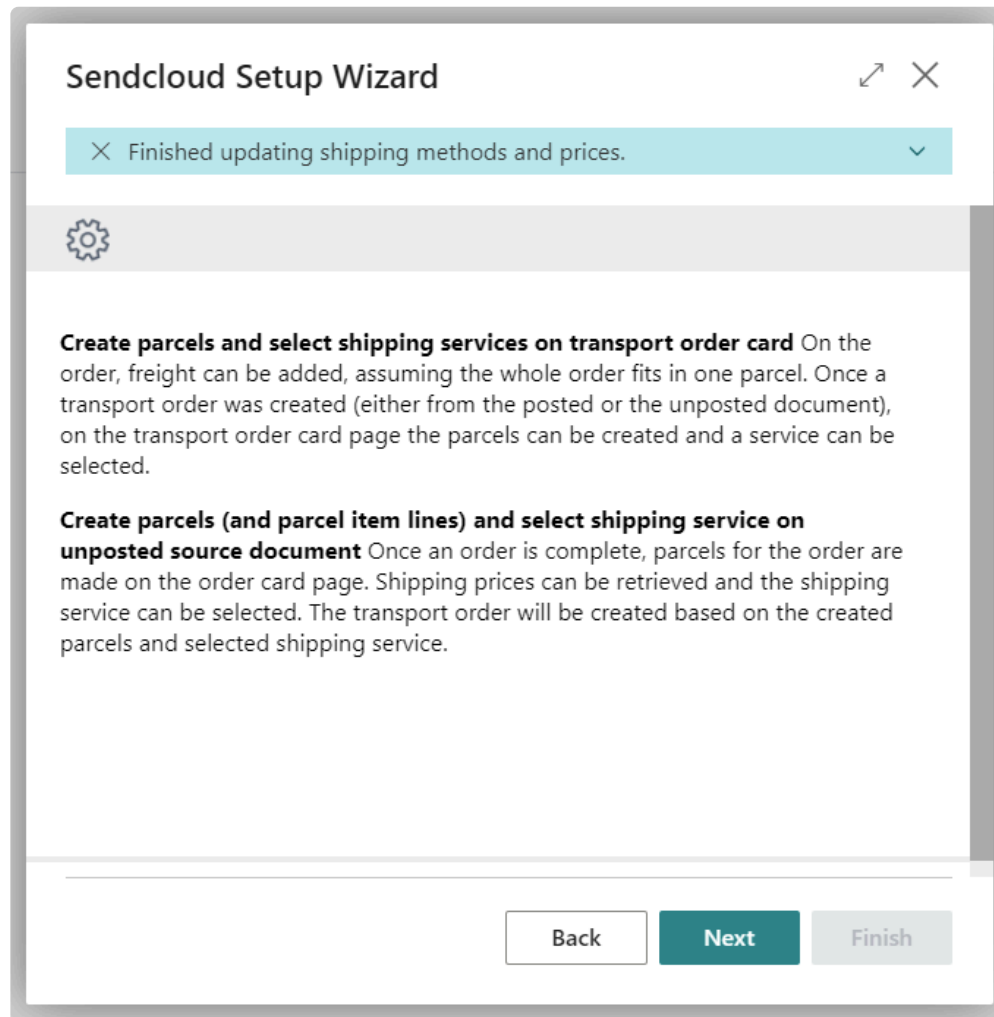 Sendcloud Setup Wizard
Finished updating shipping methods and prices.
Create parcels and select shipping services on transport order card On the
order, freight can be added, assuming the whole order fits in one parcel. Once a
transport order was created (either from the posted or the unposted document),
on the transport order card page the parcels can be created and a service can be
selected.
Create parcels (and parcel item lines) and select shipping service on
unposted source document Once an order is complete, parcels for the order are
made on the order card page. Shipping prices can be retrieved and the shipping
service can be selected. The transport order will be created based on the created
parcels and selected shipping service.
Back Next Finish